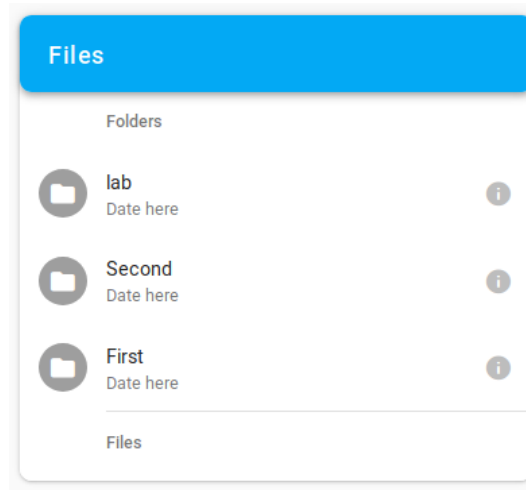 Files
Folders
lab
Date here
Second
Date here
First
Date here
Files